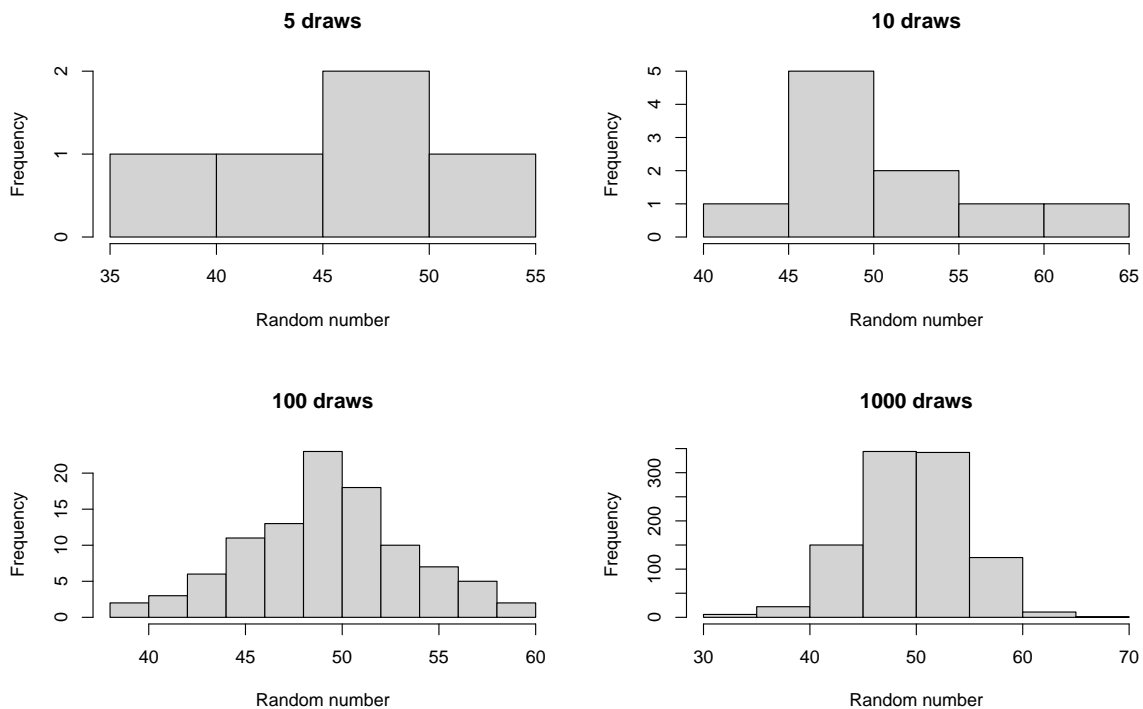 5 draws
Frequency
2
1
0
35 40 45 50 55
Random number
10 draws
Frequency
5
4
3
2
1
0
40 45 50 55 60 65
Random number
100 draws
Frequency
20
15
10
5
0
40 45 50 55 60
Random number
1000 draws
Frequency
300
200
100
0
30 40 50 60 70
Random number